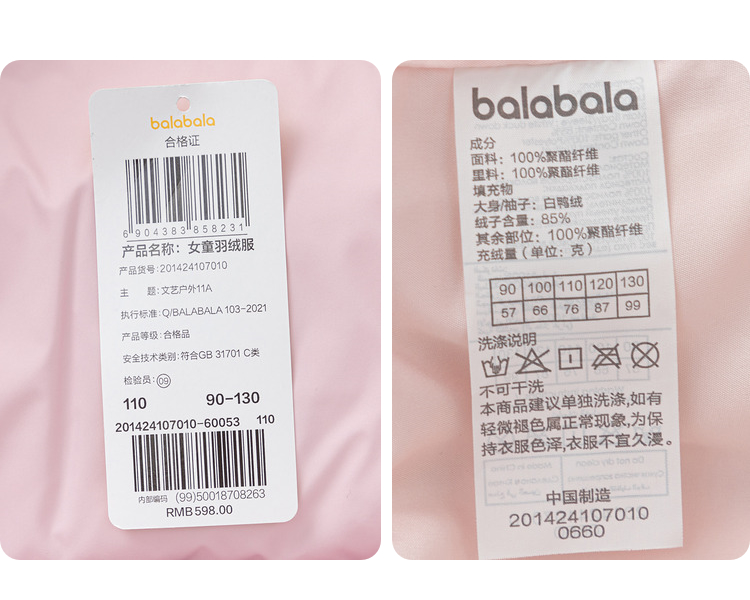 balabala
合格证
6 904383 858231
产品名称：女童羽绒服
产品货号：201424107010
主 题：文艺户外11A
执行标准：Q/BALABALA 103-2021
产品等级：合格品
安全技术类别：符合GB 31701 C类
检验员：09
110 90-130
201424107010-60053 110
内部编码 (99)50018708263
RMB 598.00
balabala
成分
面料：100%聚酯纤维
里料：100%聚酯纤维
填充物
大身/袖子：白鸭绒
绒子含量：85%
其余部位：100%聚酯纤维
充绒量（单位：克）
90 100 110 120 130
57 66 76 87 99
洗涤说明
不可干洗
本商品建议单独洗涤，如有
轻微褪色属正常现象，为保
持衣服色泽，衣服不宜久漫。
中国制造
201424107010
0660